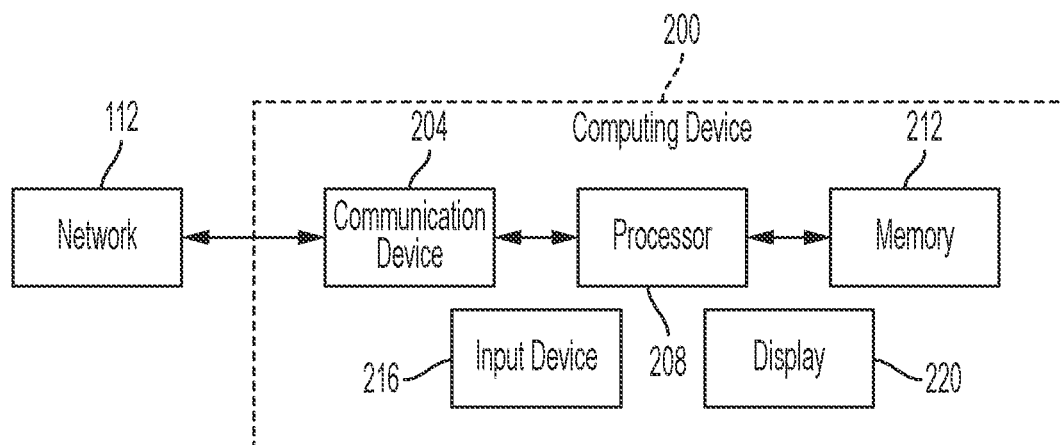 200
112
204
Computing Device
212
Network
Communication
Device
Processor
Memory
216
Input Device
208
Display
220